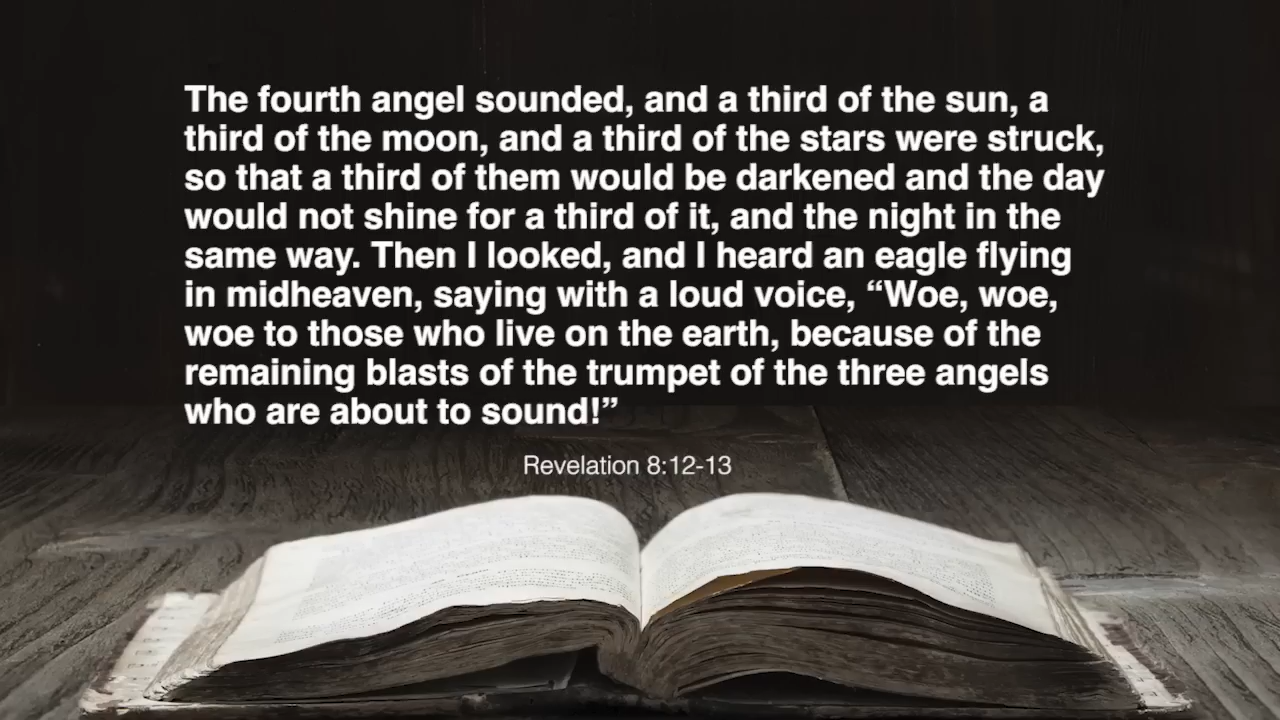 The fourth angel sounded, and a third of the sun, a
third of the moon, and a third of the stars were struck,
so that a third of them would be darkened and the day
would not shine for a third of it, and the night in the
same way. Then I looked, and I heard an eagle flying
in midheaven, saying with a loud voice, “Woe, woe,
woe to those who live on the earth, because of the
remaining blasts of the trumpet of the three angels
who are about to sound!”
Revelation 8:12-13